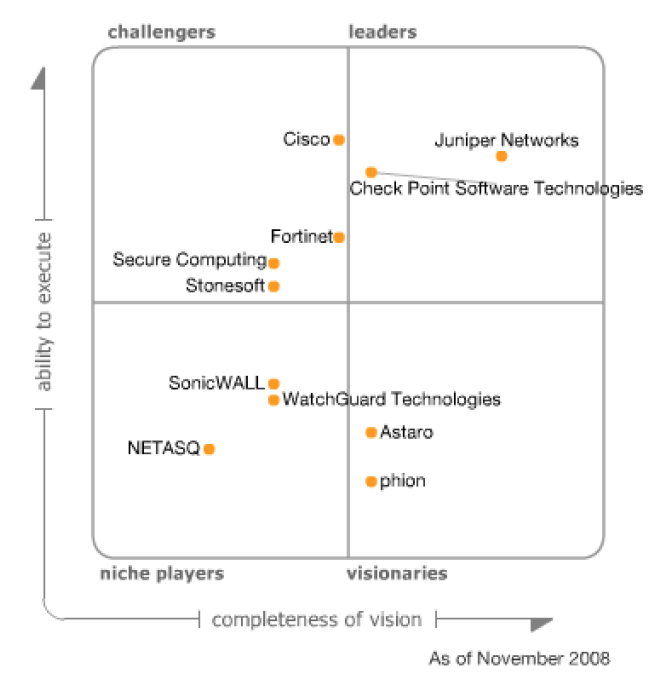 challengers
leaders
Cisco
Juniper Networks
Check Point Software Technologies
Fortinet
Secure Computing
Stonesoft
ability to execute
SonicWALL
WatchGuard Technologies
Astaro
NETASQ
phion
niche players
visionaries
completeness of vision
As of November 2008